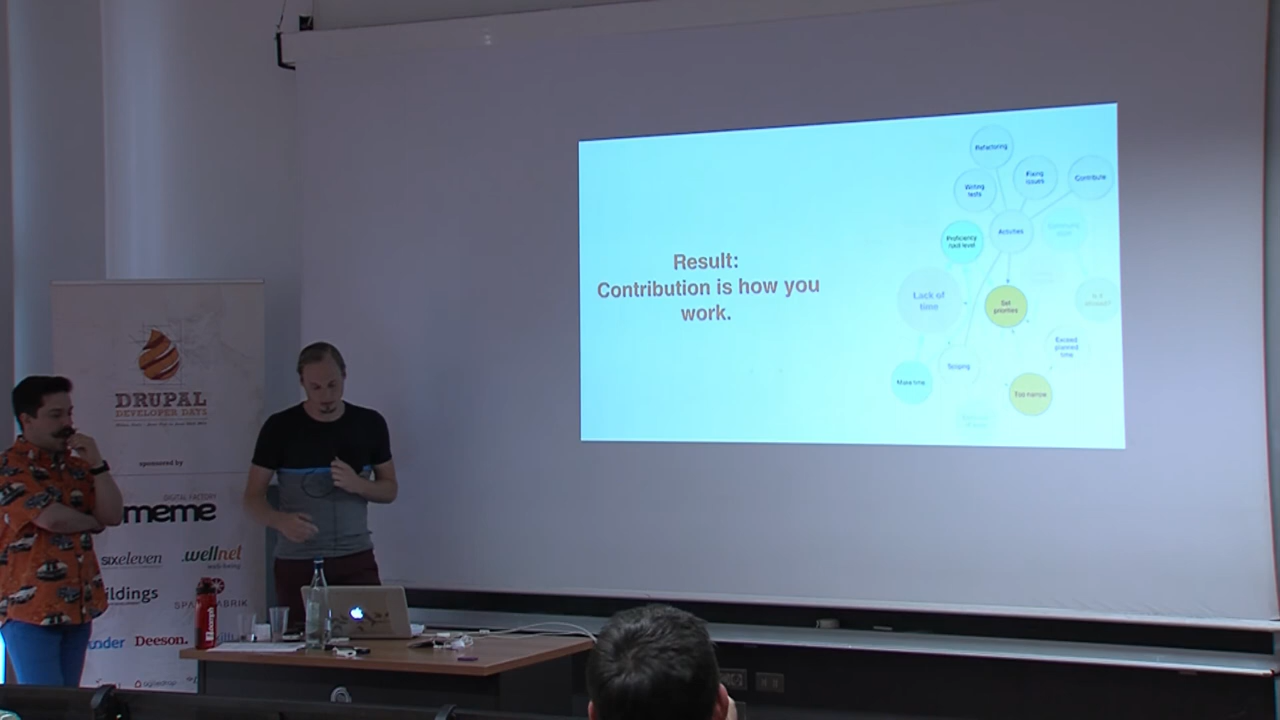 Result:
Contribution is how you
work.
Refactoring
Writing
tests
Fixing
issues
Contribute
Activities
Proficiency
next level
Lack of
time
Set
priorities
Exceed
planned
time
Scoping
More time
Too narrow
DRUPAL
DEVELOPER DAYS
sponsored by
DIGITAL FACTORY
meme
sixeleven
.wellnet
ildings
Deeson.